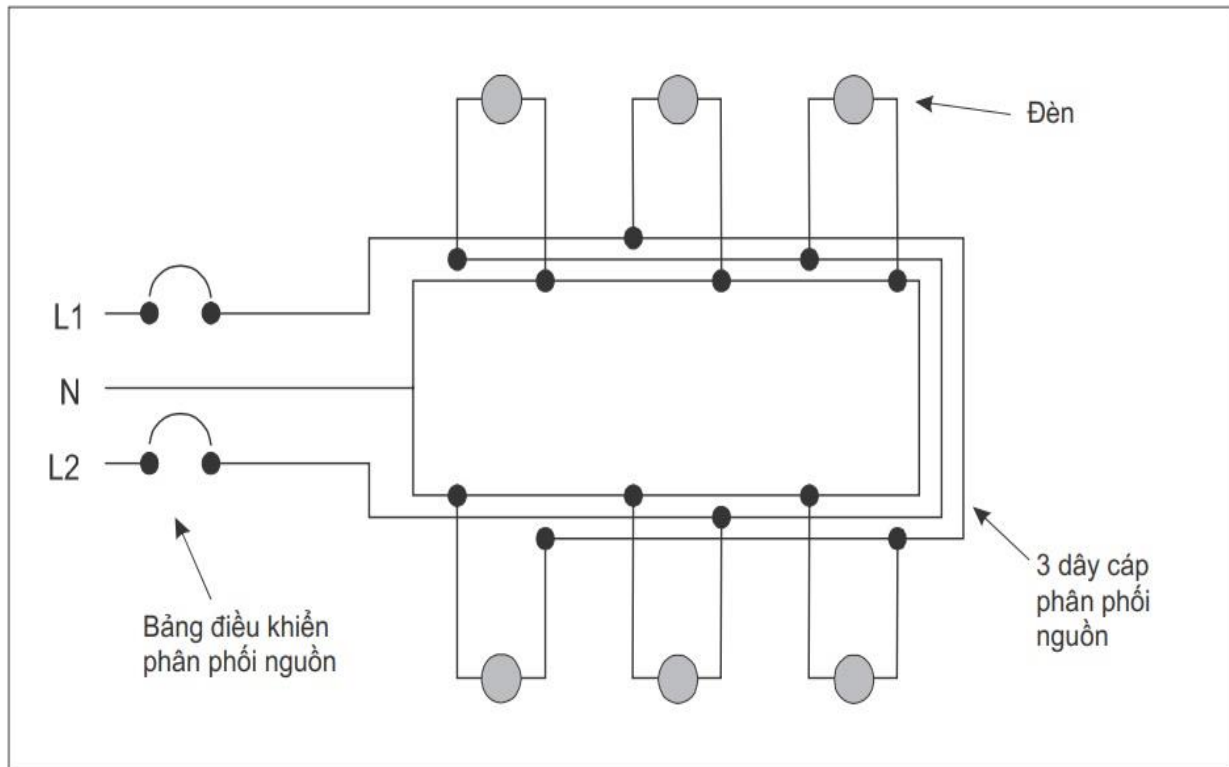 Đèn
L1
N
L2
Bảng điều khiển
phân phối nguồn
3 dây cáp
phân phối
nguồn